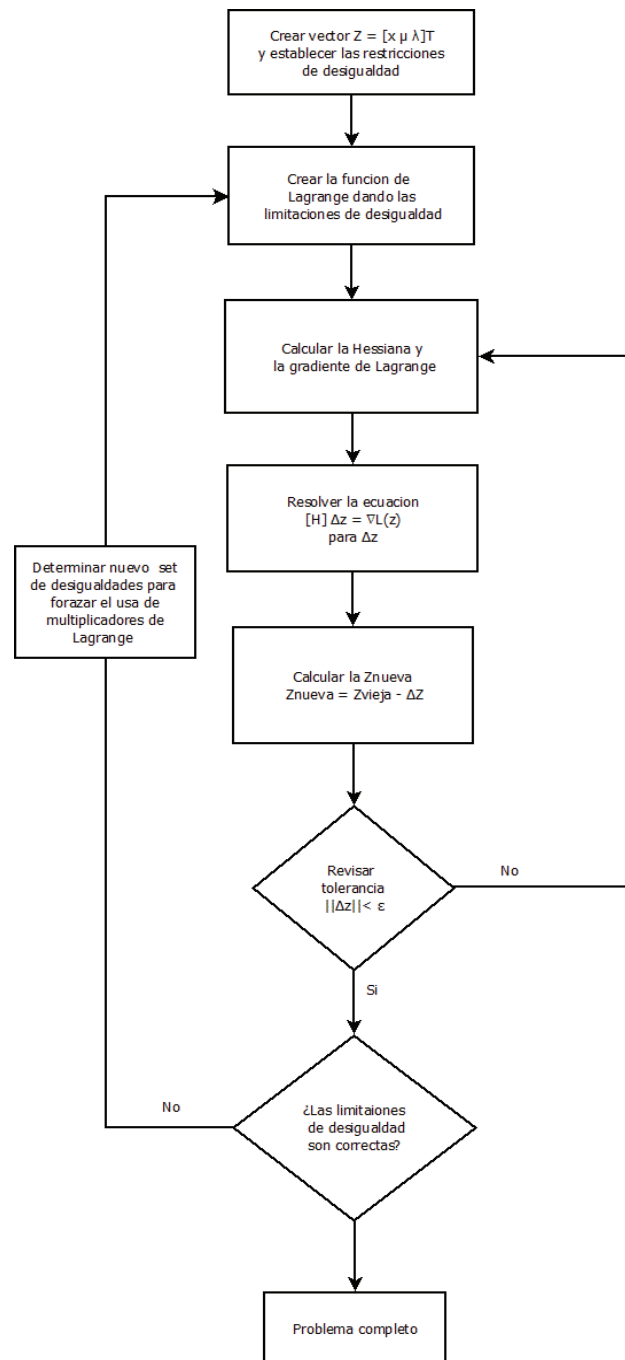 Crear vector Z = [x μ λ]T
y establecer las restricciones
de desigualdad
Crear la funcion de
Lagrange dando las
limitaciones de desigualdad
Calcular la Hessiana y
la gradiente de Lagrange
Resolver la ecuacion
[H] Δz = ∇L(z)
para Δz
Determinar nuevo set
de desigualdades para
forazar el usa de
multiplicadores de
Lagrange
Calcular la Znueva
Znueva = Zvieja - ΔZ
Revisar
tolerancia
||Δz||< ε
No
Si
¿Las limitaiones
de desigualdad
son correctas?
No
Problema completo